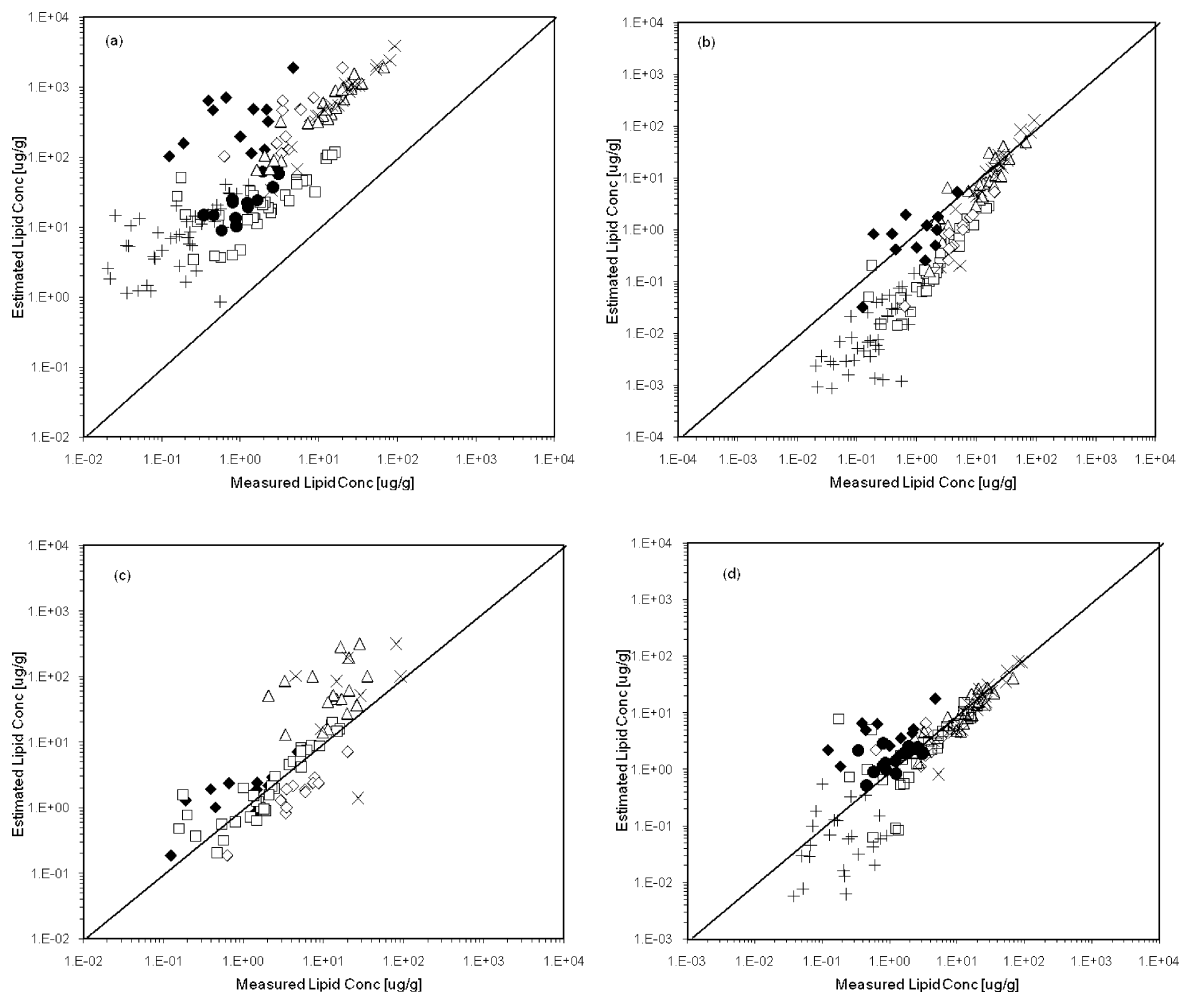 (a)
Estimated Lipid Conc [ug/g]
1.E+04
1.E+03
1.E+02
1.E+01
1.E+00
1.E-01
1.E-02
1.E-02 1.E-01 1.E+00 1.E+01 1.E+02 1.E+03 1.E+04
Measured Lipid Conc [ug/g]
(b)
Estimated Lipid Conc [ug/g]
1.E+04
1.E+03
1.E+02
1.E+01
1.E+00
1.E-01
1.E-02
1.E-03
1.E-04
1.E-04 1.E-03 1.E-02 1.E-01 1.E+00 1.E+01 1.E+02 1.E+03 1.E+04
Measured Lipid Conc [ug/g]
(c)
Estimated Lipid Conc [ug/g]
1.E+04
1.E+03
1.E+02
1.E+01
1.E+00
1.E-01
1.E-02
1.E-02 1.E-01 1.E+00 1.E+01 1.E+02 1.E+03 1.E+04
Measured Lipid Conc [ug/g]
(d)
Estimated Lipid Conc [ug/g]
1.E+04
1.E+03
1.E+02
1.E+01
1.E+00
1.E-01
1.E-02
1.E-03
1.E-03 1.E-02 1.E-01 1.E+00 1.E+01 1.E+02 1.E+03 1.E+04
Measured Lipid Conc [ug/g]